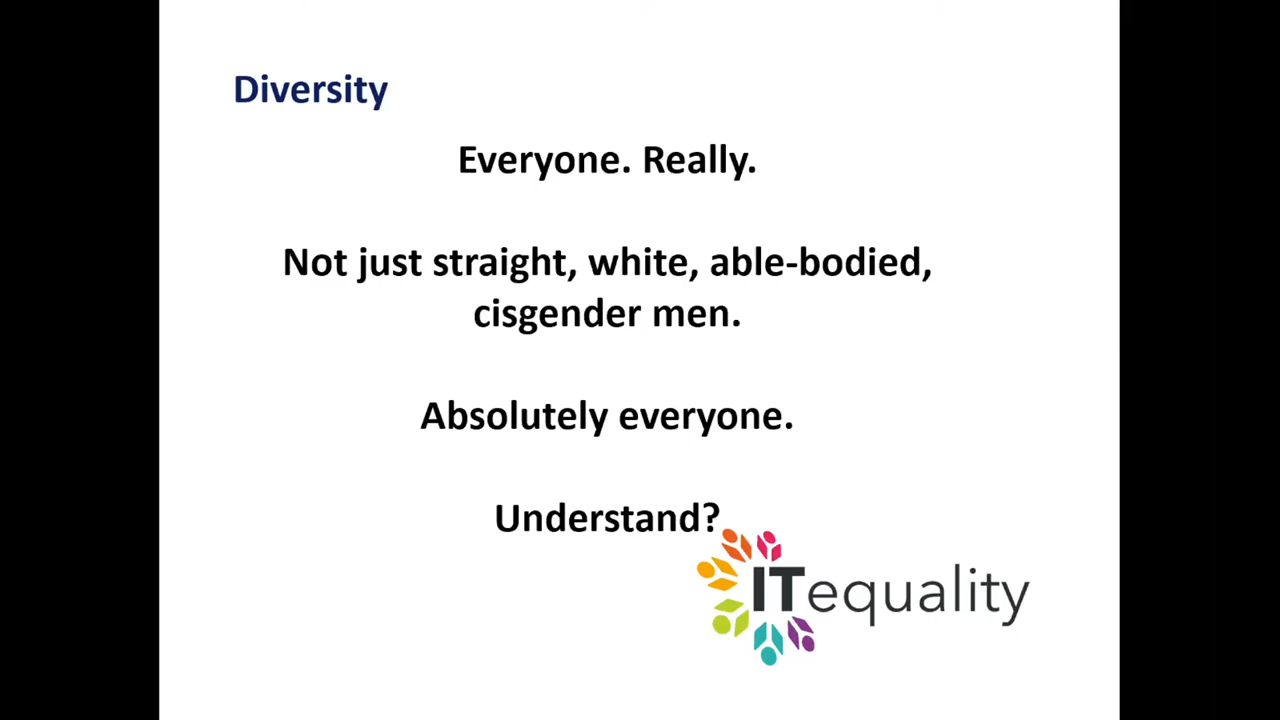 Diversity
Everyone. Really.
Not just straight, white, able-bodied,
cisgender men.
Absolutely everyone.
Understand?
ITequality